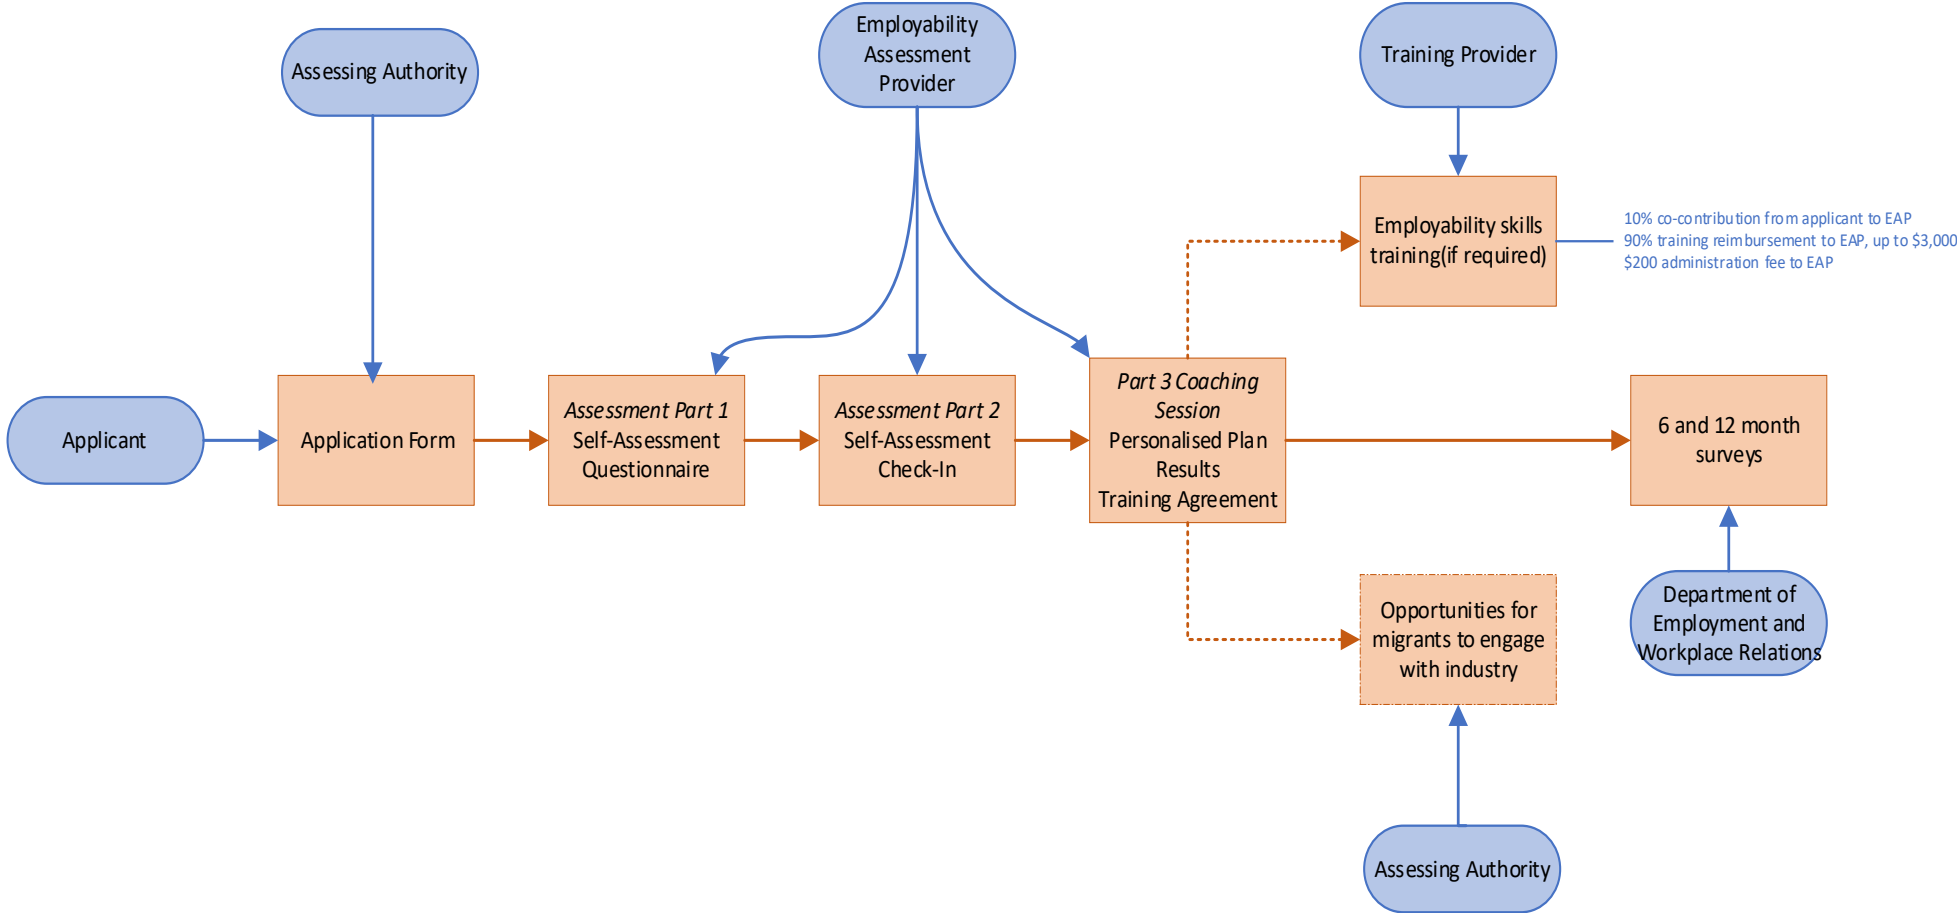 Assessing Authority
Employability
Assessment
Provider
Training Provider
Employability skills
training(if required)
10% co-contribution from applicant to EAP
90% training reimbursement to EAP, up to $3,000
$200 administration fee to EAP
Applicant
Application Form
Assessment Part 1
Self-Assessment
Questionnaire
Assessment Part 2
Self-Assessment
Check-In
Part 3 Coaching
Session
Personalised Plan
Results
Training Agreement
6 and 12 month
surveys
Opportunities for
migrants to engage
with industry
Department of
Employment and
Workplace Relations
Assessing Authority